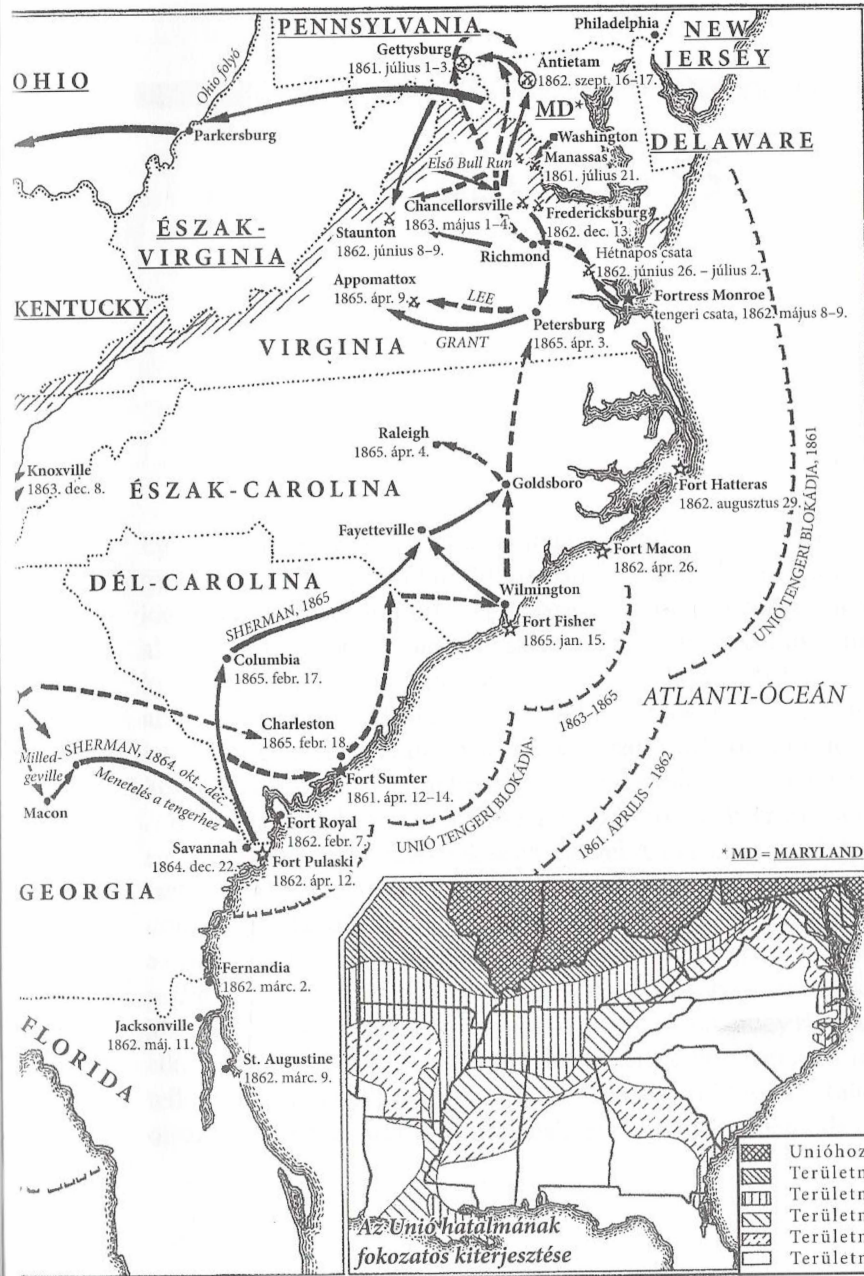 PENNSYLVANIA
Philadelphia
NEW
JERSEY
Gettysburg
1861. július 1–3.
Antietam
1862. szept. 16–17.
OHIO
Ohio folyó
MD*
Parkersburg
Washington
DELAWARE
Manassas
1861. július 21.
Első Bull Run
Chancellorsville
1863. május 1–4.
Fredericksburg
1862. dec. 13.
ÉSZAK-
VIRGINIA
Staunton
1862. június 8–9.
Richmond
Hétnapos csata
1862. június 26. – július 2.
Appomattox
1865. ápr. 9.
LEE
KENTUCKY
Fortress Monroe
tengeri csata, 1862. május 8–9.
GRANT
Petersburg
1865. ápr. 3.
VIRGINIA
Raleigh
1865. ápr. 4.
Knoxville
1863. dec. 8.
ÉSZAK-CAROLINA
Goldsboro
Fort Hatteras
1862. augusztus 29.
UNIÓ TENGERI BLOKÁDJA, 1861
Fayetteville
Fort Macon
1862. ápr. 26.
DÉL-CAROLINA
Wilmington
SHERMAN, 1865
Fort Fisher
1865. jan. 15.
Columbia
1865. febr. 17.
ATLANTI-ÓCEÁN
Charleston
1865. febr. 18.
1863–1865
UNIÓ TENGERI BLOKÁDJA,
1861. ÁPRILIS – 1862
SHERMAN, 1864. okt.–déc.
Menetelés a tengerhez
Milled-
geville
Macon
Fort Sumter
1861. ápr. 12–14.
Fort Royal
1862. febr. 7.
Savannah
1864. dec. 22.
Fort Pulaski
1862. ápr. 12.
* MD = MARYLAND
GEORGIA
Fernandia
1862. márc. 2.
Jacksonville
1862. máj. 11.
FLORIDA
St. Augustine
1862. márc. 9.
Az Unió hatalmának
fokozatos kiterjesztése
Unióhoz
Területn
Területn
Területn
Területn
Területn